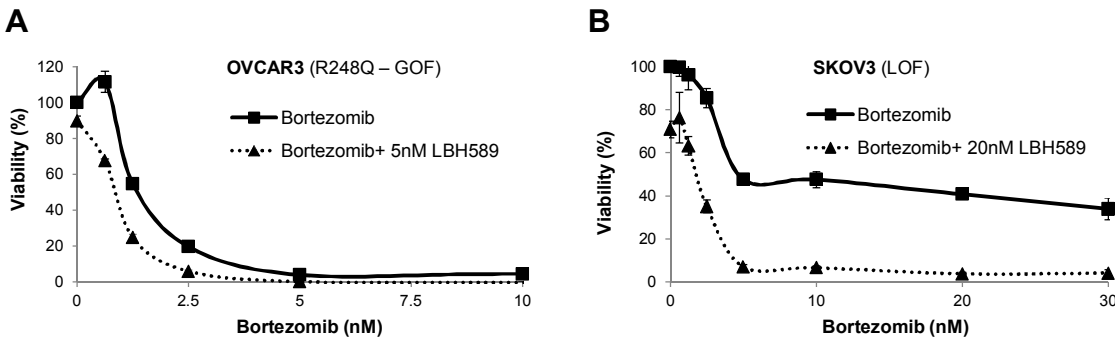 A
OVCAR3 (R248Q – GOF)
Bortezomib
Bortezomib+ 5nM LBH589
Viability (%)
120
100
80
60
40
20
0
0 2.5 5 7.5 10
Bortezomib (nM)
B
SKOV3 (LOF)
Bortezomib
Bortezomib+ 20nM LBH589
Viability (%)
100
80
60
40
20
0
0 10 20 30
Bortezomib (nM)